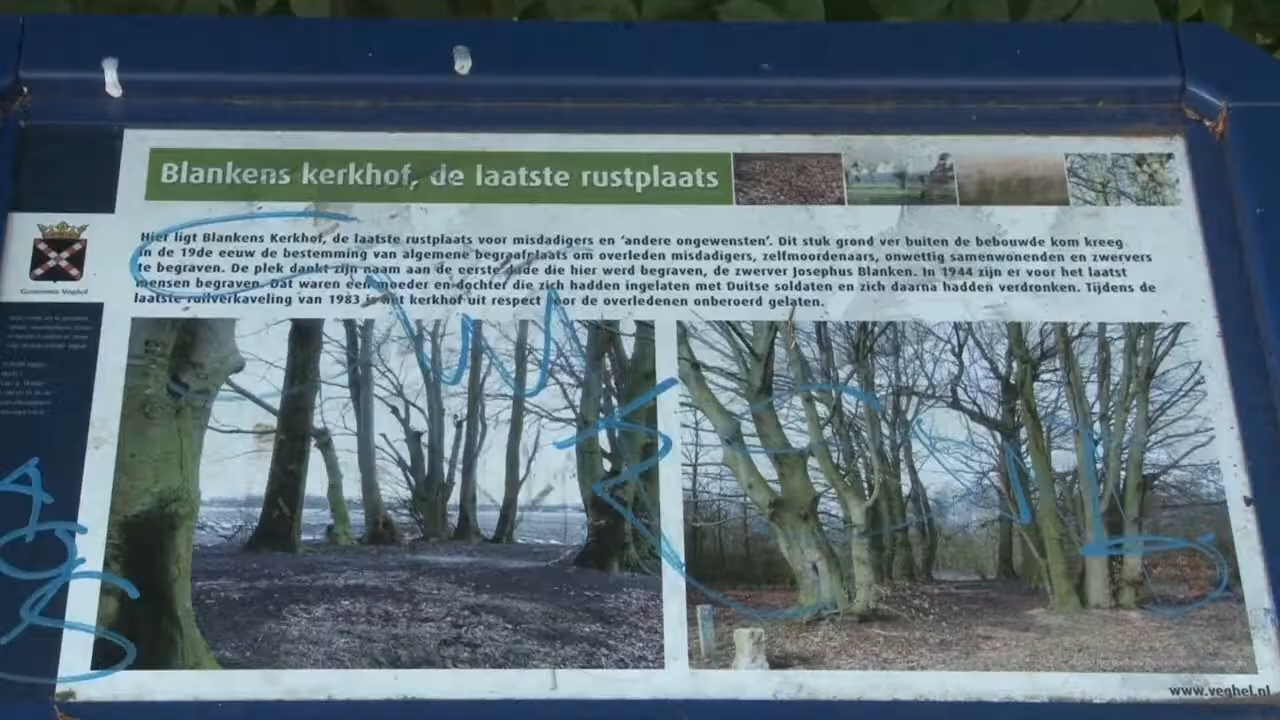 Blankens kerkhof, de laatste rustplaats
Hier ligt Blankens Kerkhof, de laatste rustplaats voor misdadigers en 'andere ongewensten'. Dit stuk grond ver buiten de bebouwde kom kreeg
in de 19de eeuw de bestemming van algemene begraafplaats om overleden misdadigers, zelfmoordenaars, onwettig samenwonenden en zwervers
te begraven. De plek dankt zijn naam aan de eerste dode die hier werd begraven, de zwerver Josephus Blanken. In 1944 zijn er voor het laatst
mensen begraven. Dat waren een moeder en dochter die zich hadden ingelaten met Duitse soldaten en zich daarna hadden verdronken. Tijdens de
laatste ruilverkaveling van 1983 is het kerkhof uit respect voor de overledenen onberoerd gelaten.
Gemeente Veghel
www.veghel.nl